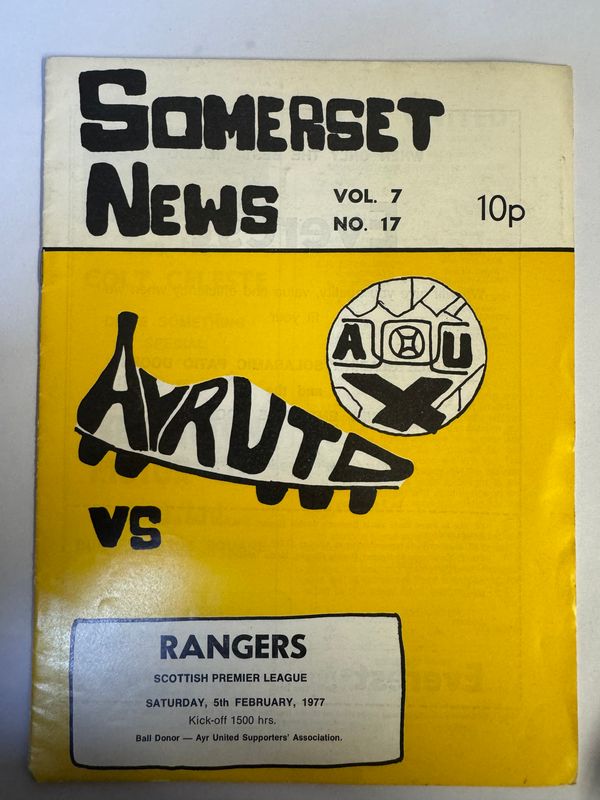 SOMERSET
NEWS
VOL. 7
NO. 17
10p
A U
AYR UTD
VS
RANGERS
SCOTTISH PREMIER LEAGUE
SATURDAY, 5th FEBRUARY, 1977
Kick-off 1500 hrs.
Ball Donor — Ayr United Supporters' Association.